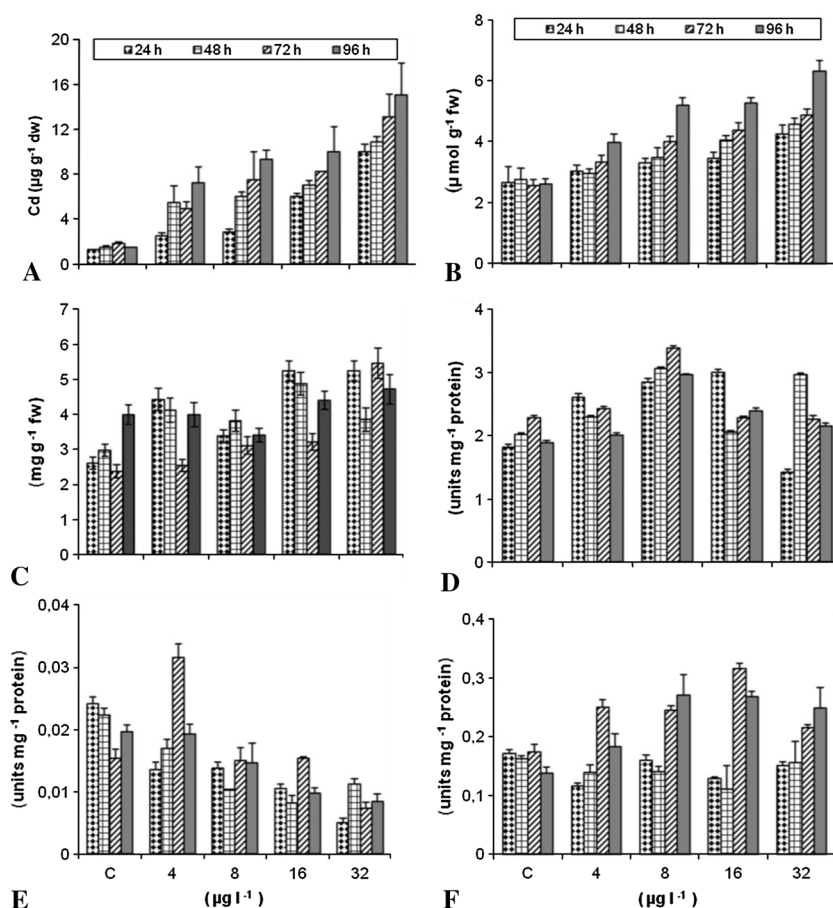 24 h 48 h 72 h 96 h
20
16
12
8
4
0
Cd (µg g⁻¹ dw)
A
24 h 48 h 72 h 96 h
8
6
4
2
0
(µ mol g⁻¹ fw)
B
7
6
5
4
3
2
1
0
(mg g⁻¹ fw)
C
4
3
2
1
0
(units mg⁻¹ protein)
D
0,04
0,03
0,02
0,01
0
(units mg⁻¹ protein)
C 4 8 16 32
(µg l⁻¹)
E
0,4
0,3
0,2
0,1
0
(units mg⁻¹ protein)
C 4 8 16 32
(µg l⁻¹)
F